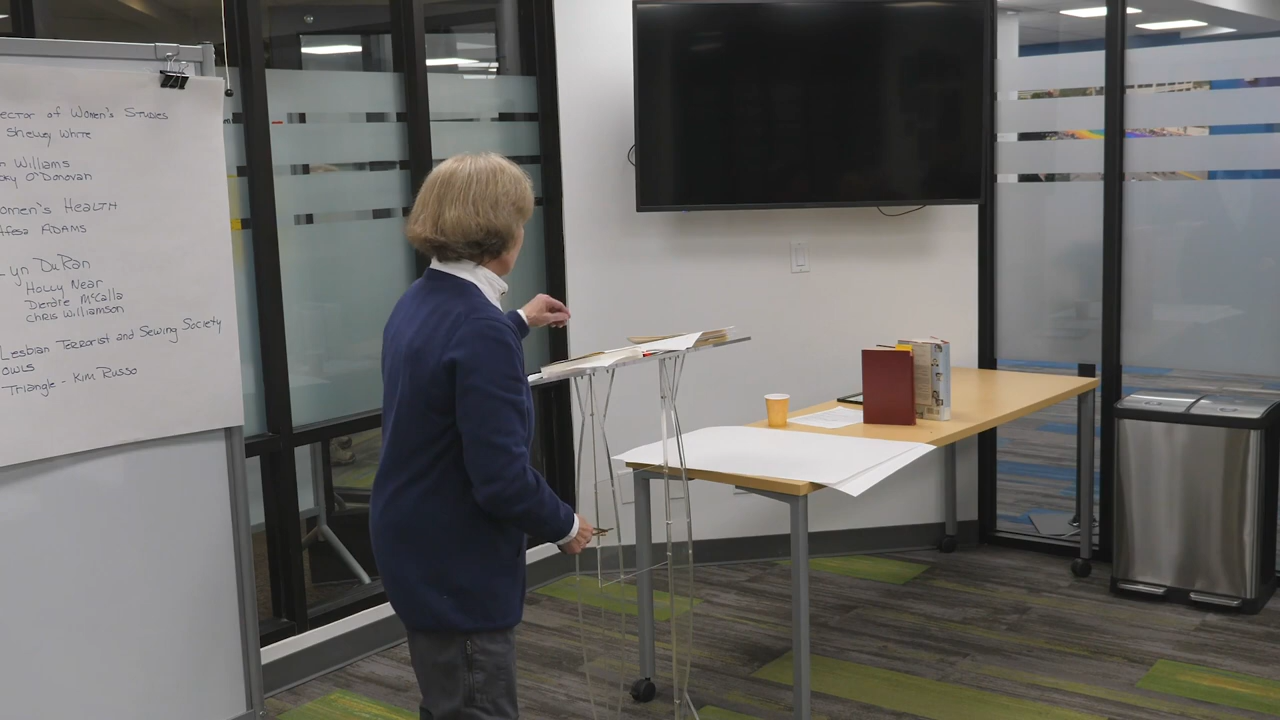 ector of Women's Studies
Shelley White
n Williams
cky O'Donovan
omen's Health
Adams
Lyn DuRan
Holly Near
Deirdre McCalla
Chris Williamson
Lesbian Terrorist and Sewing Society
owls
Triangle - Kim Russo